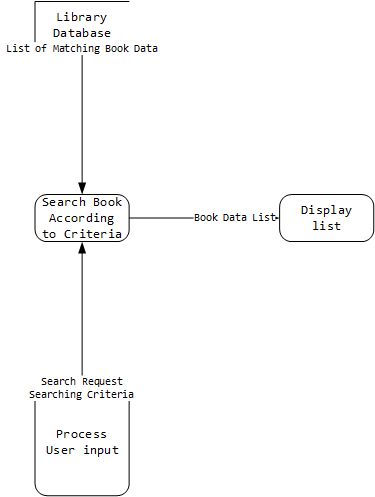 Library
Database
List of Matching Book Data
Search Book
According
to Criteria
Book Data List
Display
list
Search Request
Searching Criteria
Process
User input